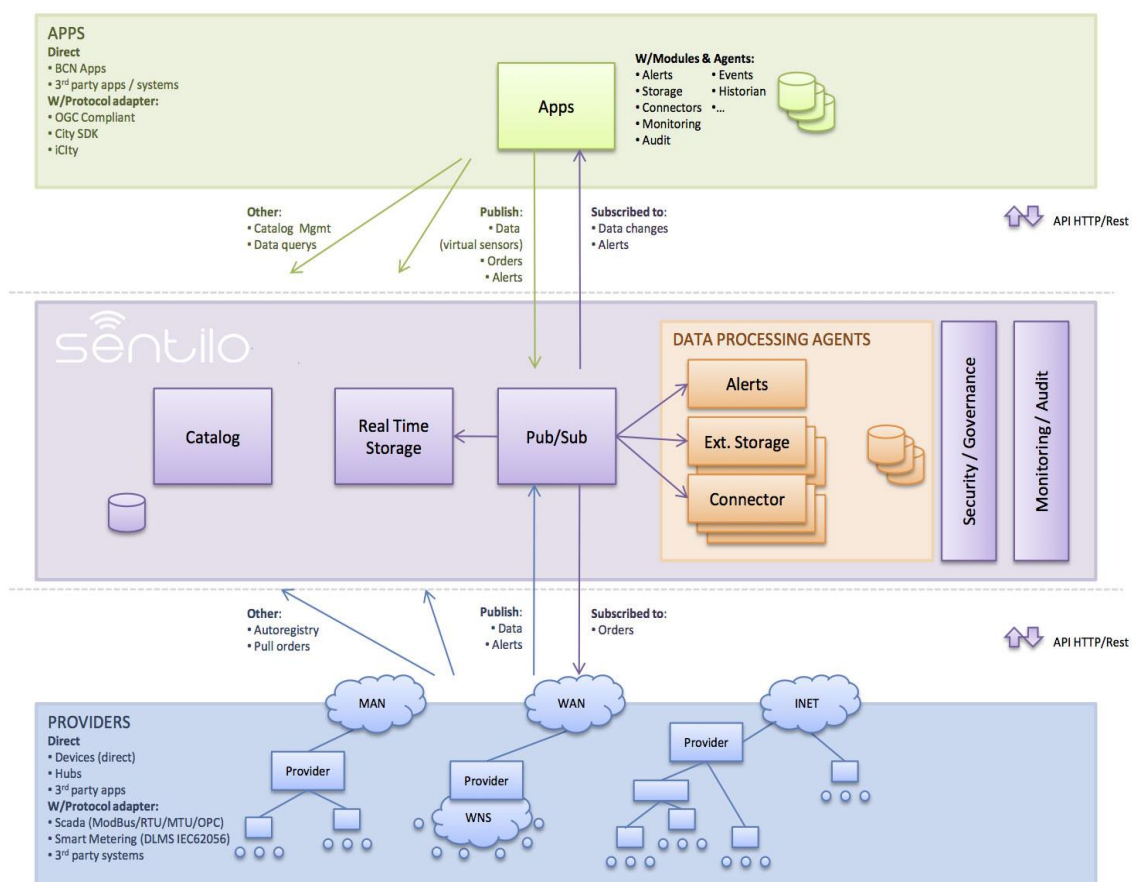 APPS
Direct
• BCN Apps
• 3rd party apps / systems
W/Protocol adapter:
• OGC Compliant
• City SDK
• iCIty
Apps
W/Modules & Agents:
• Alerts
• Storage
• Connectors
• Monitoring
• Audit
• Events
• Historian
•...
Other:
• Catalog Mgmt
• Data querys
Publish:
• Data
(virtual sensors)
• Orders
• Alerts
Subscribed to:
• Data changes
• Alerts
API HTTP/Rest
sentilo
Catalog
Real Time
Storage
Pub/Sub
DATA PROCESSING AGENTS
Alerts
Ext. Storage
Connector
Security / Governance
Monitoring / Audit
Other:
• Autoregistry
• Pull orders
Publish:
• Data
• Alerts
Subscribed to:
• Orders
API HTTP/Rest
MAN
WAN
INET
PROVIDERS
Direct
• Devices (direct)
• Hubs
• 3rd party apps
W/Protocol adapter:
• Scada (ModBus/RTU/MTU/OPC)
• Smart Metering (DLMS IEC62056)
• 3rd party systems
Provider
Provider
WNS
Provider